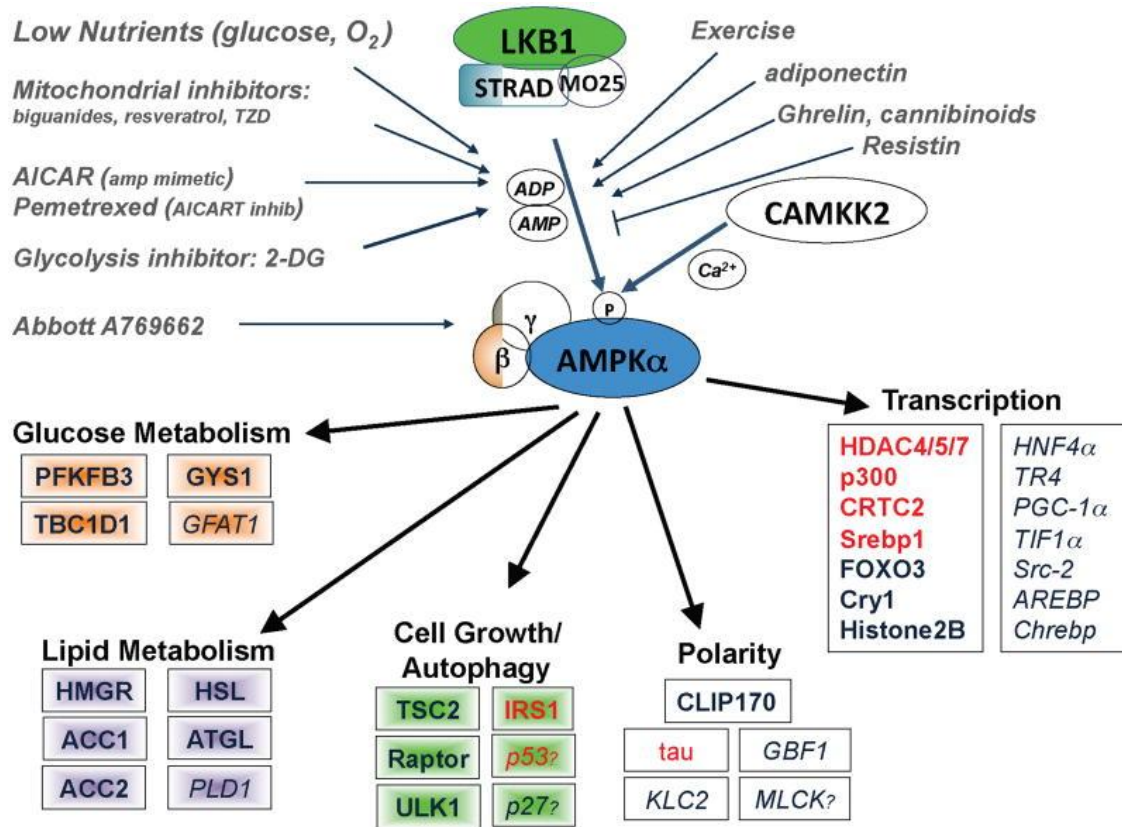 Low Nutrients (glucose, O2)
Mitochondrial inhibitors:
biguanides, resveratrol, TZD
AICAR (amp mimetic)
Pemetrexed (AICART inhib)
Glycolysis inhibitor: 2-DG
Abbott A769662
LKB1
STRAD
MO25
Exercise
adiponectin
Ghrelin, cannibinoids
Resistin
ADP
AMP
CAMKK2
Ca2+
P
γ
β
AMPKα
Glucose Metabolism
PFKFB3
GYS1
TBC1D1
GFAT1
Lipid Metabolism
HMGR
HSL
ACC1
ATGL
ACC2
PLD1
Cell Growth/
Autophagy
TSC2
IRS1
Raptor
p53?
ULK1
p27?
Polarity
CLIP170
tau
GBF1
KLC2
MLCK?
Transcription
HDAC4/5/7
p300
CRTC2
Srebp1
FOXO3
Cry1
Histone2B
HNF4α
TR4
PGC-1α
TIF1α
Src-2
AREBP
Chrebp